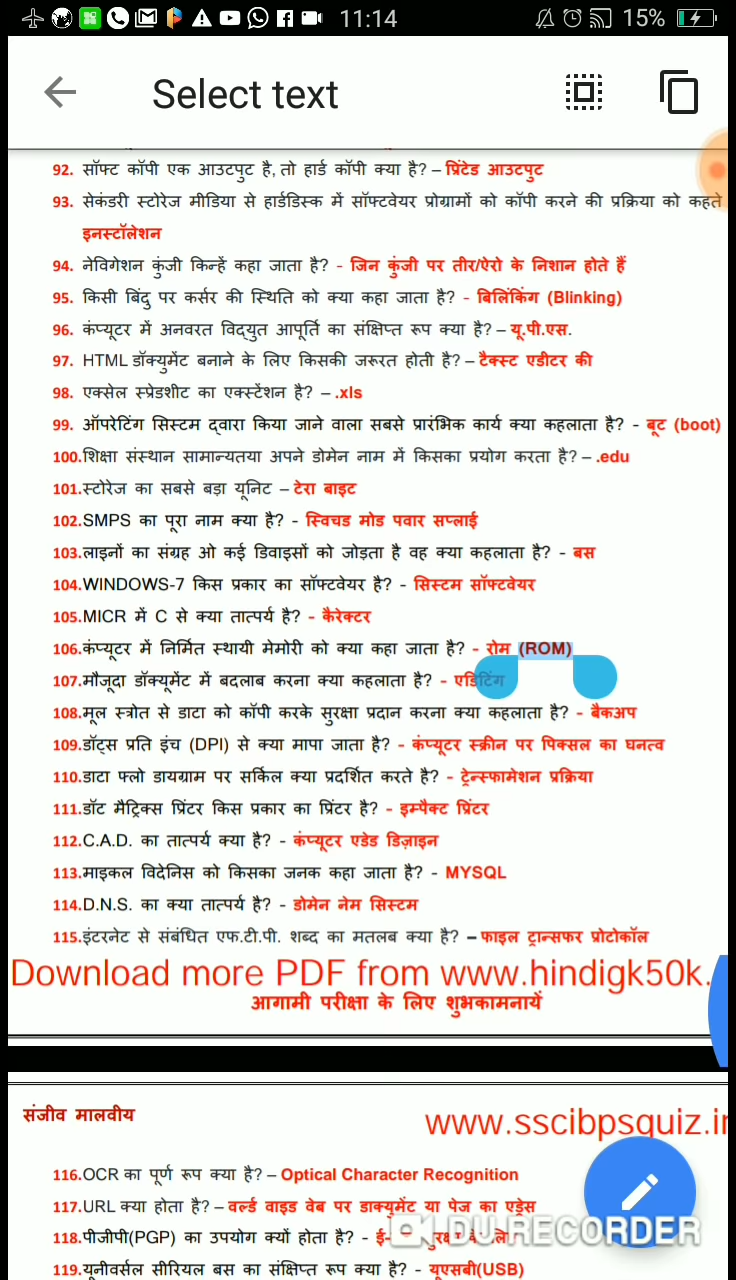 11:14 15%
Select text
92. सॉफ्ट कॉपी एक आउटपुट है, तो हार्ड कॉपी क्या है? – प्रिंटेड आउटपुट
93. सेकंडरी स्टोरेज मीडिया से हार्डडिस्क में सॉफ्टवेयर प्रोग्रामों को कॉपी करने की प्रक्रिया को कहते
इनस्टॉलेशन
94. नेविगेशन कुंजी किन्हें कहा जाता है? - जिन कुंजी पर तीर/ऐरो के निशान होते हैं
95. किसी बिंदु पर कर्सर की स्थिति को क्या कहा जाता है? - बिलिंकिंग (Blinking)
96. कंप्यूटर में अनवरत विद्युत आपूर्ति का संक्षिप्त रूप क्या है? – यू.पी.एस.
97. HTML डॉक्युमेंट बनाने के लिए किसकी जरूरत होती है? – टैक्स्ट एडीटर की
98. एक्सेल स्प्रेडशीट का एक्स्टेंशन है? – .xls
99. ऑपरेटिंग सिस्टम द्वारा किया जाने वाला सबसे प्रारंभिक कार्य क्या कहलाता है? - बूट (boot)
100.शिक्षा संस्थान सामान्यतया अपने डोमेन नाम में किसका प्रयोग करता है? – .edu
101.स्टोरेज का सबसे बड़ा यूनिट – टेरा बाइट
102.SMPS का पूरा नाम क्या है? - स्विचड मोड पवार सप्लाई
103.लाइनों का संग्रह ओ कई डिवाइसों को जोड़ता है वह क्या कहलाता है? - बस
104.WINDOWS-7 किस प्रकार का सॉफ्टवेयर है? - सिस्टम सॉफ्टवेयर
105.MICR में C से क्या तात्पर्य है? - कैरेक्टर
106.कंप्यूटर में निर्मित स्थायी मेमोरी को क्या कहा जाता है? - रोम (ROM)
107.मौजूदा डॉक्यूमेंट में बदलाब करना क्या कहलाता है? - एडिटिंग
108.मूल स्त्रोत से डाटा को कॉपी करके सुरक्षा प्रदान करना क्या कहलाता है? - बैकअप
109.डॉट्स प्रति इंच (DPI) से क्या मापा जाता है? - कंप्यूटर स्क्रीन पर पिक्सल का घनत्व
110.डाटा फ्लो डायग्राम पर सर्किल क्या प्रदर्शित करते है? - ट्रेन्स्फामेशन प्रक्रिया
111.डॉट मैट्रिक्स प्रिंटर किस प्रकार का प्रिंटर है? - इम्पैक्ट प्रिंटर
112.C.A.D. का तात्पर्य क्या है? - कंप्यूटर एडेड डिज़ाइन
113.माइकल विदेनिस को किसका जनक कहा जाता है? - MYSQL
114.D.N.S. का क्या तात्पर्य है? - डोमेन नेम सिस्टम
115.इंटरनेट से संबंधित एफ.टी.पी. शब्द का मतलब क्या है? – फाइल ट्रान्सफर प्रोटोकॉल
Download more PDF from www.hindigk50k.
आगामी परीक्षा के लिए शुभकामनायें
संजीव मालवीय
www.sscibpsquiz.in
116.OCR का पूर्ण रूप क्या है? – Optical Character Recognition
117.URL क्या होता है? – वर्ल्ड वाइड वेब पर डाक्युमेंट या पेज का एड्रेस
118.पीजीपी(PGP) का उपयोग क्यों होता है -
DU RECORDER
119.यूनीवर्सल सीरियल बस का संक्षिप्त रूप क्या है? - यूएसबी(USB)